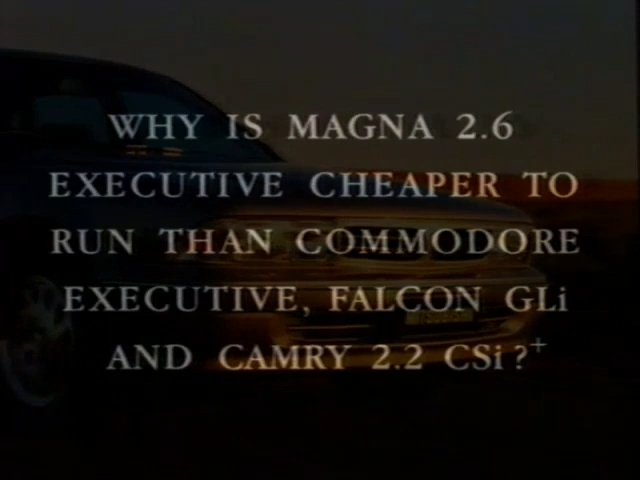 WHY IS MAGNA 2.6
EXECUTIVE CHEAPER TO
RUN THAN COMMODORE
EXECUTIVE, FALCON GLi
AND CAMRY 2.2 CSi?+